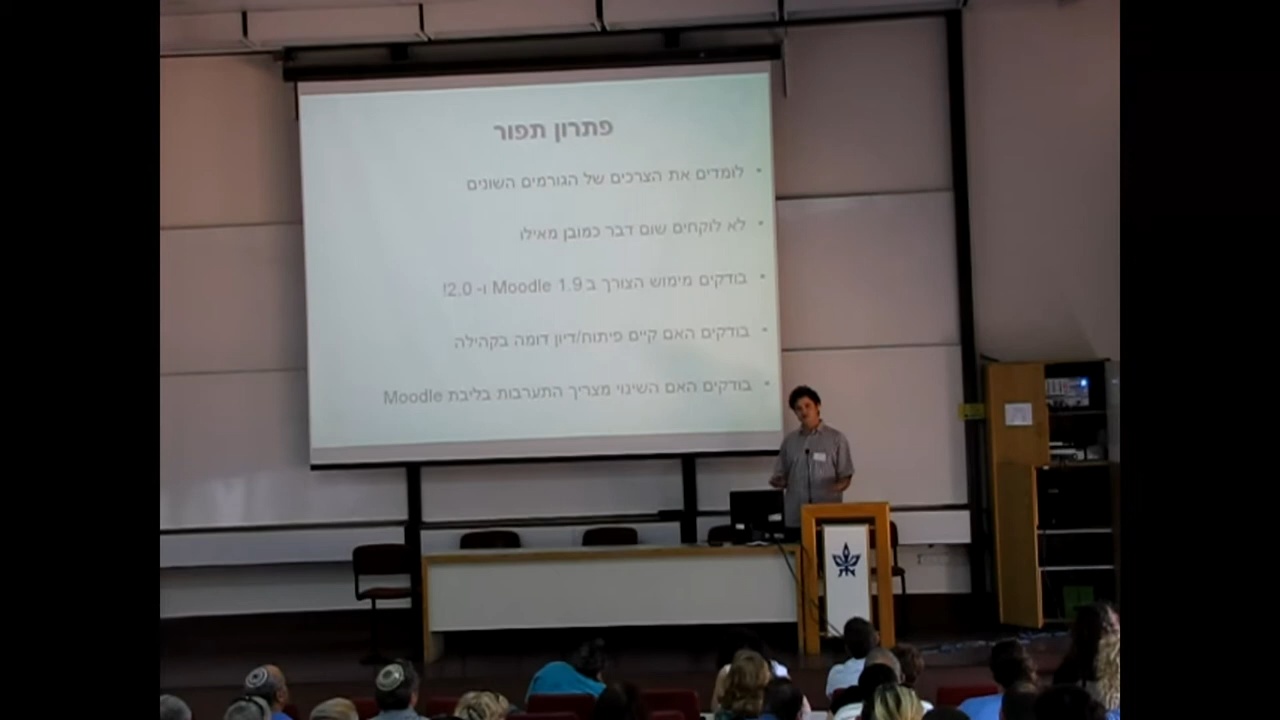 פתרון תפור
• לומדים את הצרכים של הגורמים השונים
• לא לוקחים שום דבר כמובן מאילו
• בודקים מימוש הצורך ב Moodle 1.9 ו- 2.0!
• בודקים האם קיים פיתוח/דיון דומה בקהילה
• בודקים האם השינוי מצריך התערבות בליבת Moodle